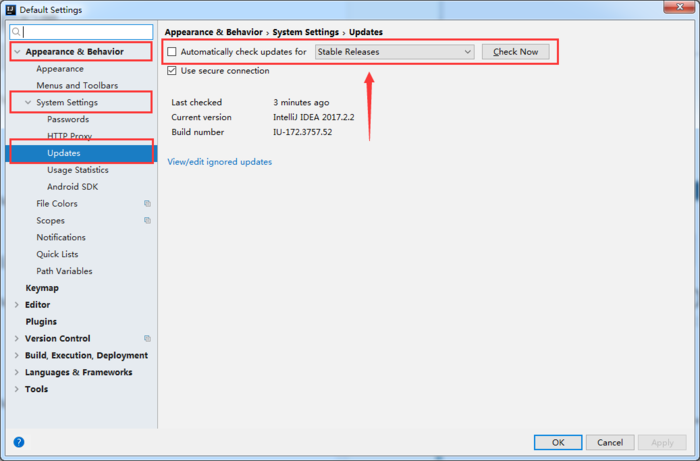 Default Settings
Appearance & Behavior
Appearance
Menus and Toolbars
System Settings
Passwords
HTTP Proxy
Updates
Usage Statistics
Android SDK
File Colors
Scopes
Notifications
Quick Lists
Path Variables
Keymap
Editor
Plugins
Version Control
Build, Execution, Deployment
Languages & Frameworks
Tools
Appearance & Behavior › System Settings › Updates
Automatically check updates for Stable Releases Check Now
Use secure connection
Last checked 3 minutes ago
Current version IntelliJ IDEA 2017.2.2
Build number IU-172.3757.52
View/edit ignored updates
? OK Cancel Apply